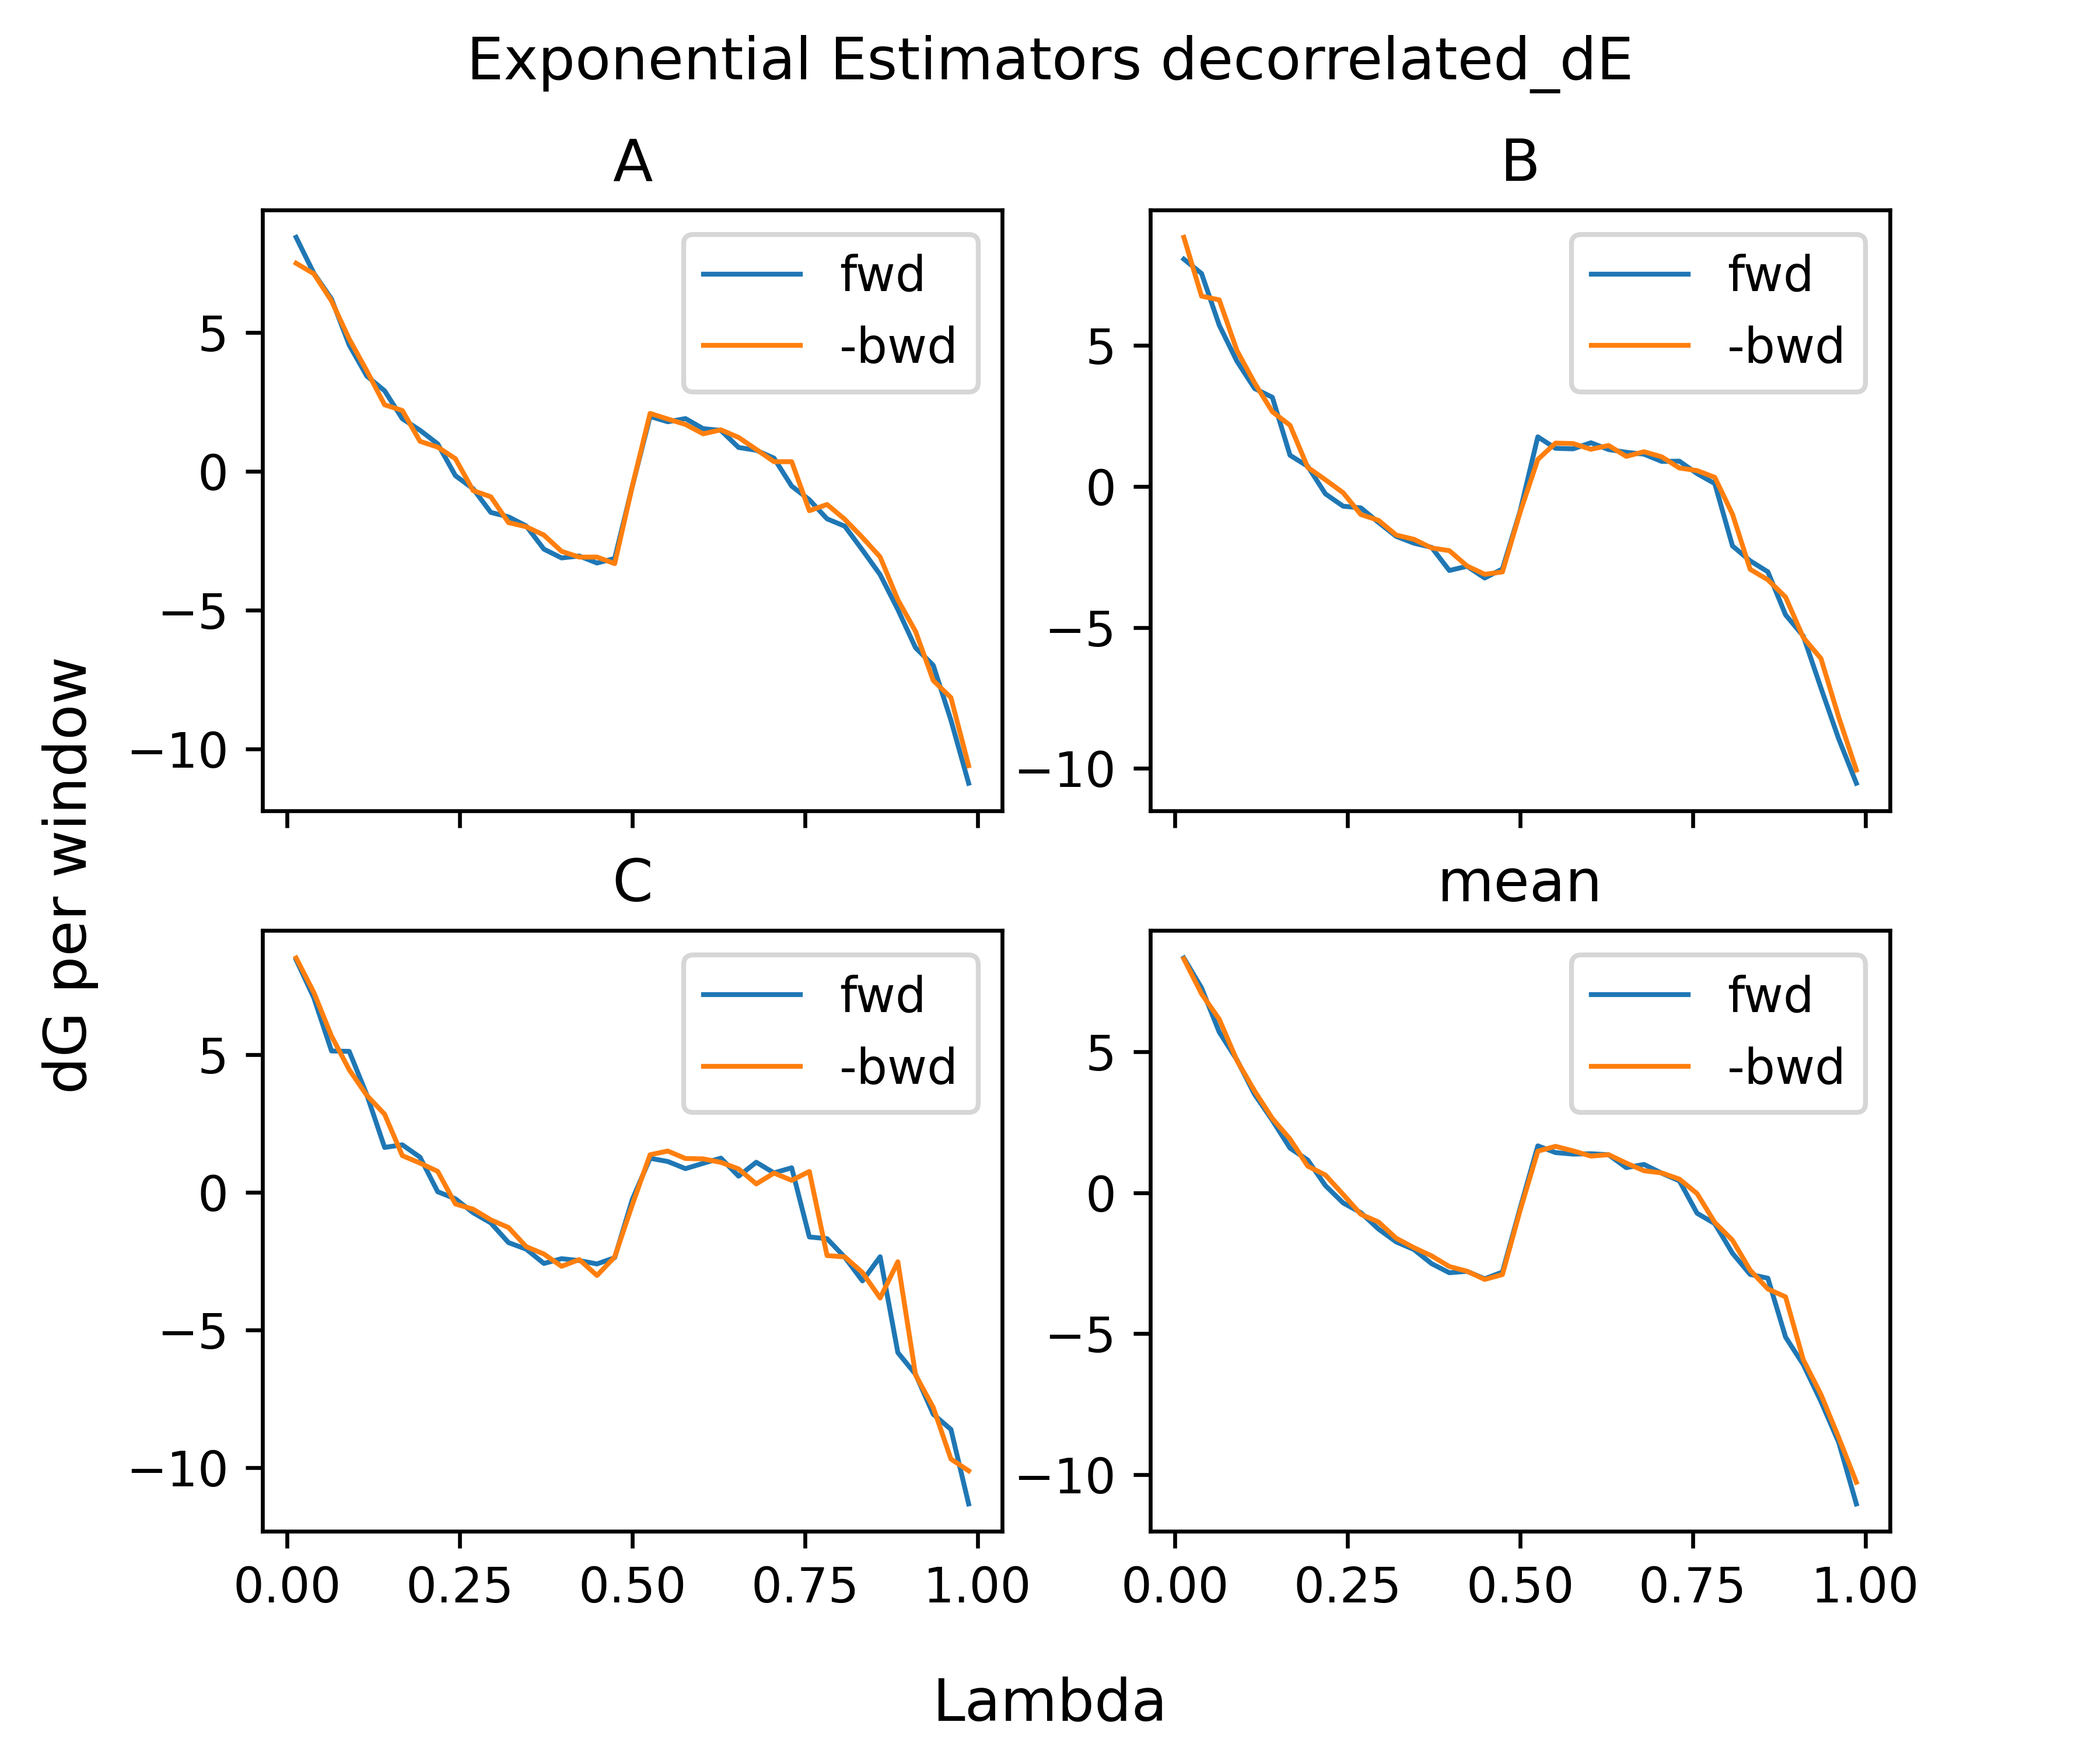 Exponential Estimators decorrelated_dE
A
B
fwd
-bwd
5
0
−5
−10
fwd
-bwd
5
0
−5
−10
dG per window
C
mean
fwd
-bwd
5
0
−5
−10
0.00 0.25 0.50 0.75 1.00
fwd
-bwd
5
0
−5
−10
0.00 0.25 0.50 0.75 1.00
Lambda